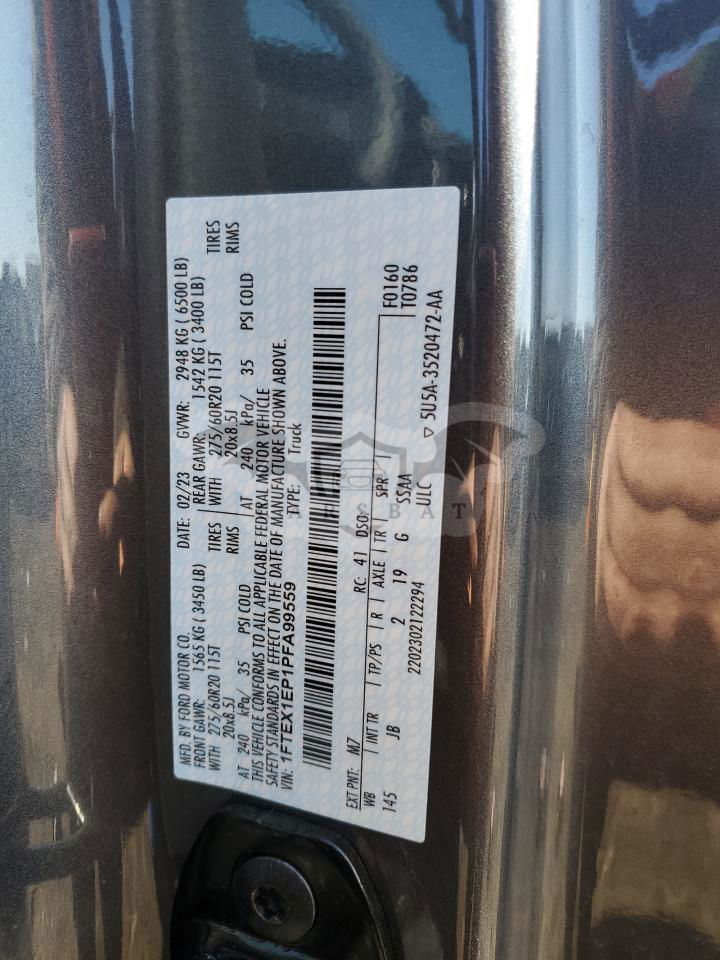 MFD. BY FORD MOTOR CO. DATE: 02/23 GVWR: 2948 KG ( 6500 LB)
FRONT GAWR: 1565 KG ( 3450 LB) REAR GAWR: 1542 KG ( 3400 LB)
WITH 275/60R20 115T TIRES WITH 275/60R20 115T TIRES
20x8.5J RIMS 20x8.5J RIMS
AT 240 kPa/ 35 PSI COLD AT 240 kPa/ 35 PSI COLD
THIS VEHICLE CONFORMS TO ALL APPLICABLE FEDERAL MOTOR VEHICLE
SAFETY STANDARDS IN EFFECT ON THE DATE OF MANUFACTURE SHOWN ABOVE.
VIN: 1FTEX1EP1PFA99559 TYPE: Truck
EXT PNT: M7 RC: 41 DSO: F0160
WB INT TR TP/PS R AXLE TR SPR T0786
145 JB 2 19 G SSAA
2202302122294 ULC ▽ 5U5A-3520472-AA
ARSBAT